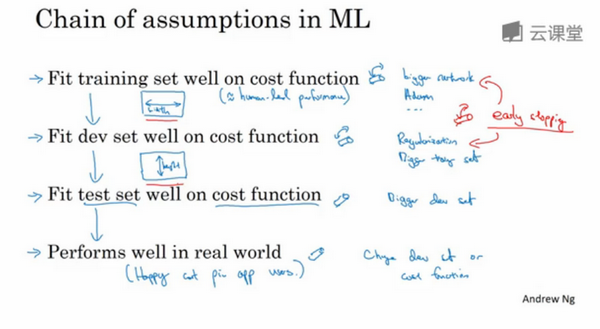 Chain of assumptions in ML
云课堂
→ Fit training set well on cost function
(≈ human-level performance)
bigger network
Adam
...
early stopping
→ Fit dev set well on cost function
Regularization
Bigger training set
→ Fit test set well on cost function
Bigger dev set
→ Performs well in real world
(Happy cat pic app users.)
Change dev set or
cost function
Andrew Ng